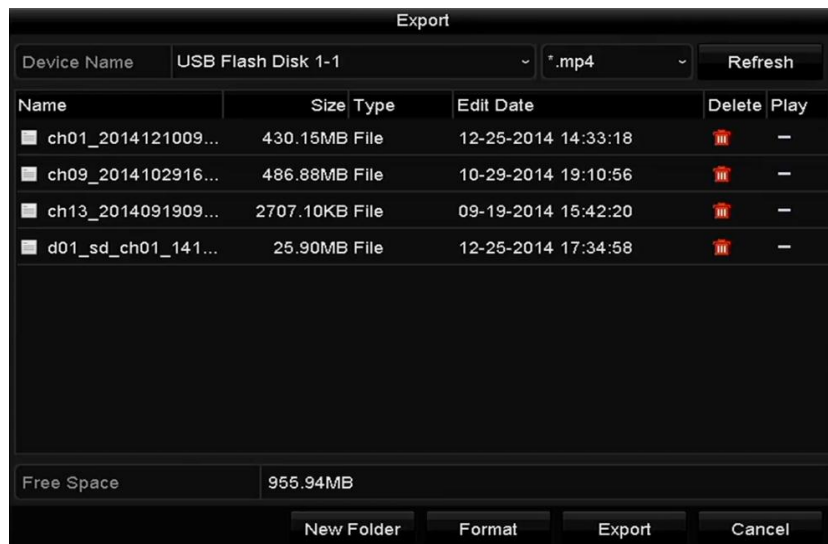 Export
Device Name USB Flash Disk 1-1 *.mp4 Refresh
Name Size Type Edit Date Delete Play
ch01_2014121009... 430.15MB File 12-25-2014 14:33:18
ch09_2014102916... 486.88MB File 10-29-2014 19:10:56
ch13_2014091909... 2707.10KB File 09-19-2014 15:42:20
d01_sd_ch01_141... 25.90MB File 12-25-2014 17:34:58
Free Space 955.94MB
New Folder Format Export Cancel